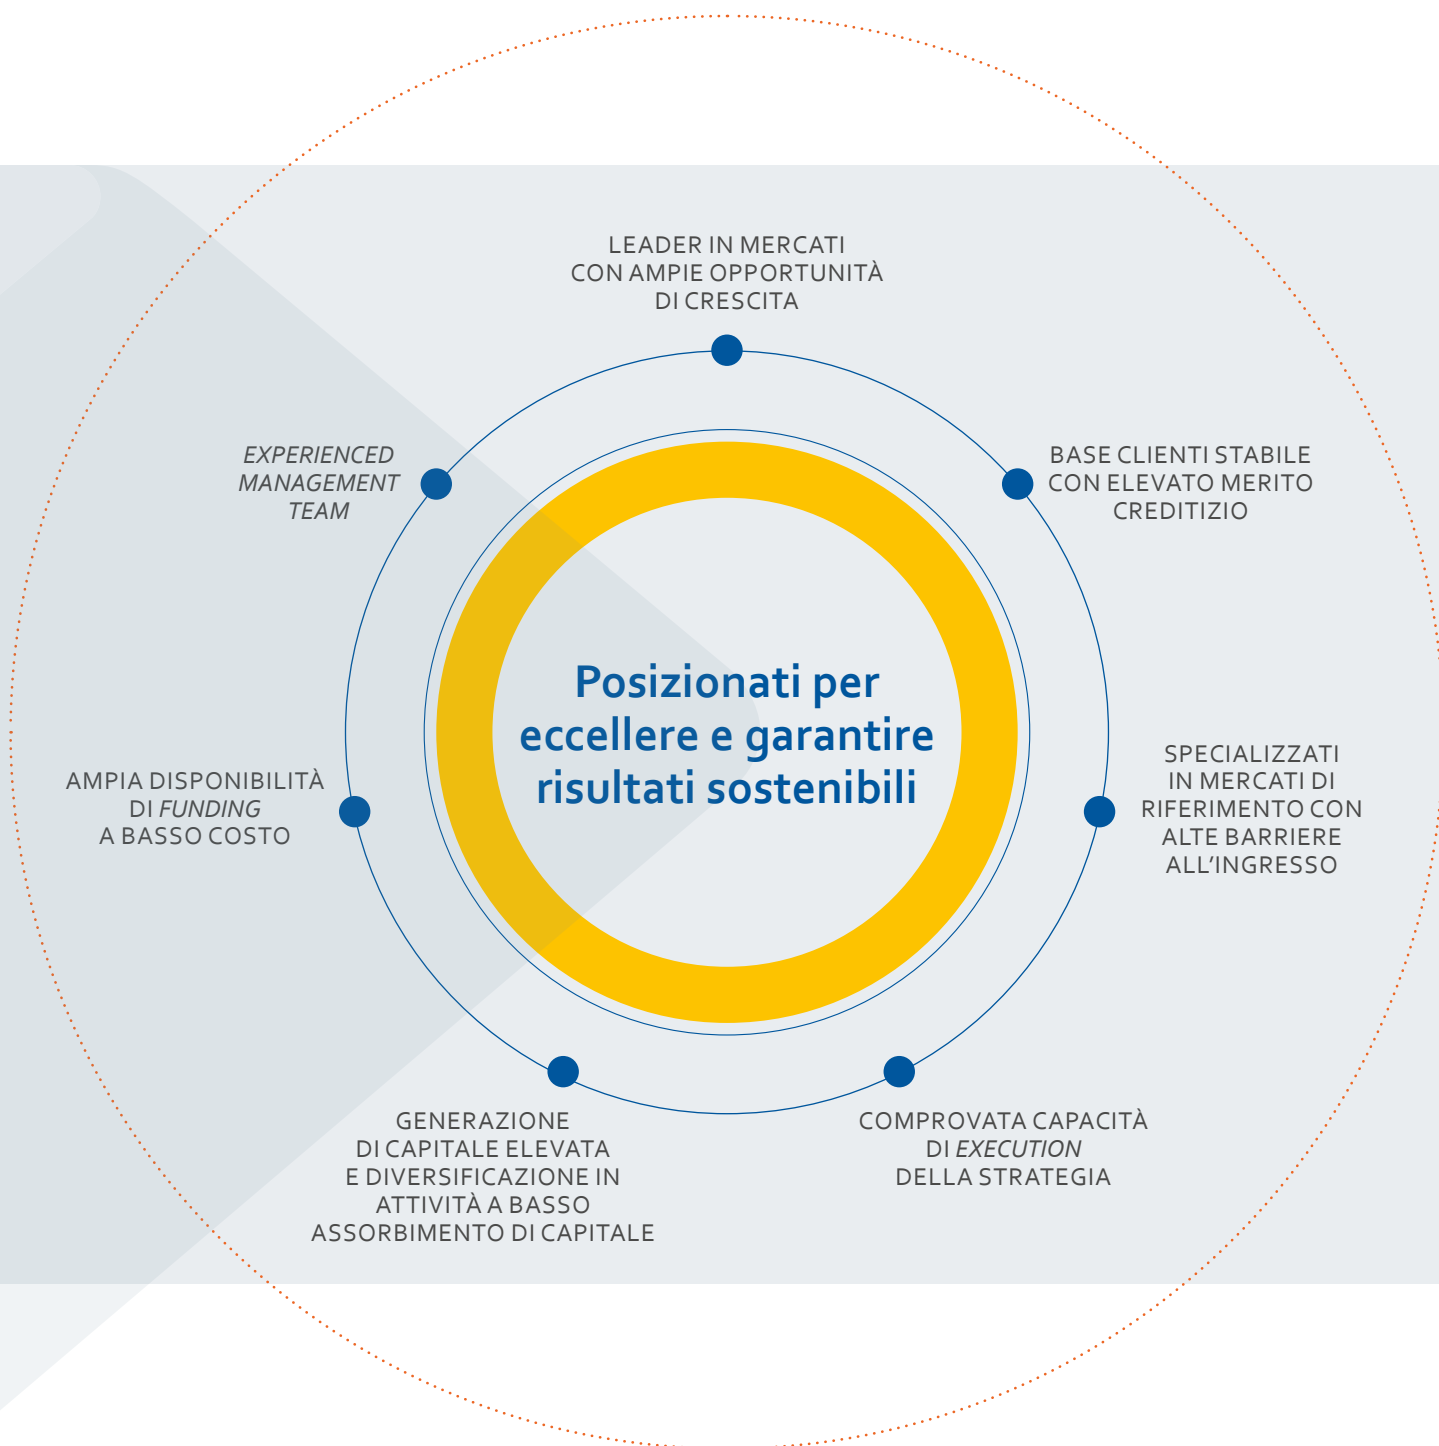 LEADER IN MERCATI
CON AMPIE OPPORTUNITÀ
DI CRESCITA
BASE CLIENTI STABILE
CON ELEVATO MERITO
CREDITIZIO
SPECIALIZZATI
IN MERCATI DI
RIFERIMENTO CON
ALTE BARRIERE
ALL’INGRESSO
COMPROVATA CAPACITÀ
DI EXECUTION
DELLA STRATEGIA
GENERAZIONE
DI CAPITALE ELEVATA
E DIVERSIFICAZIONE IN
ATTIVITÀ A BASSO
ASSORBIMENTO DI CAPITALE
AMPIA DISPONIBILITÀ
DI FUNDING
A BASSO COSTO
EXPERIENCED
MANAGEMENT
TEAM
Posizionati per
eccellere e garantire
risultati sostenibili